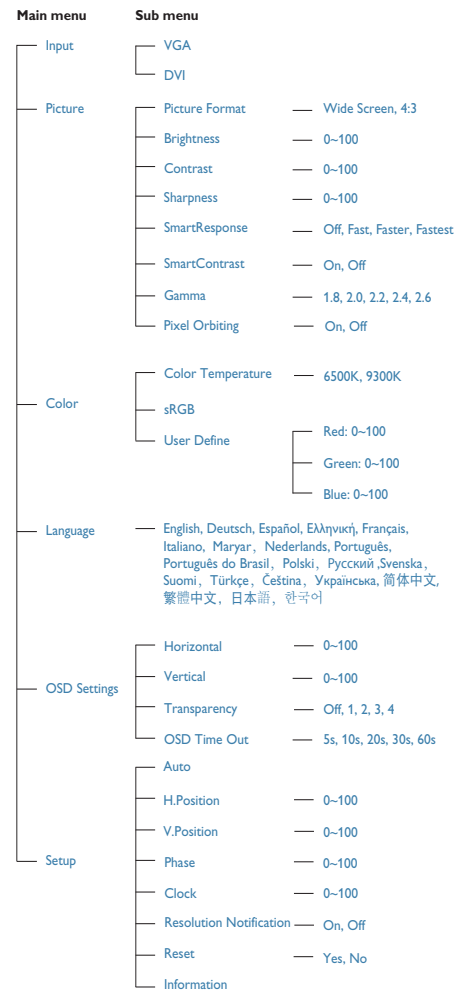 Main menu Sub menu
Input VGA
DVI
Picture Picture Format Wide Screen, 4:3
Brightness 0~100
Contrast 0~100
Sharpness 0~100
SmartResponse Off, Fast, Faster, Fastest
SmartContrast On, Off
Gamma 1.8, 2.0, 2.2, 2.4, 2.6
Pixel Orbiting On, Off
Color Temperature 6500K, 9300K
Color sRGB
User Define Red: 0~100
Green: 0~100
Blue: 0~100
Language English, Deutsch, Español, Ελληνική, Français,
Italiano, Maryar, Nederlands, Português,
Português do Brasil, Polski, Русский ,Svenska,
Suomi, Türkçe, Čeština, Українська, 简体中文,
繁體中文, 日本語, 한국어
Horizontal 0~100
Vertical 0~100
OSD Settings Transparency Off, 1, 2, 3, 4
OSD Time Out 5s, 10s, 20s, 30s, 60s
Auto
H.Position 0~100
V.Position 0~100
Setup Phase 0~100
Clock 0~100
Resolution Notification On, Off
Reset Yes, No
Information